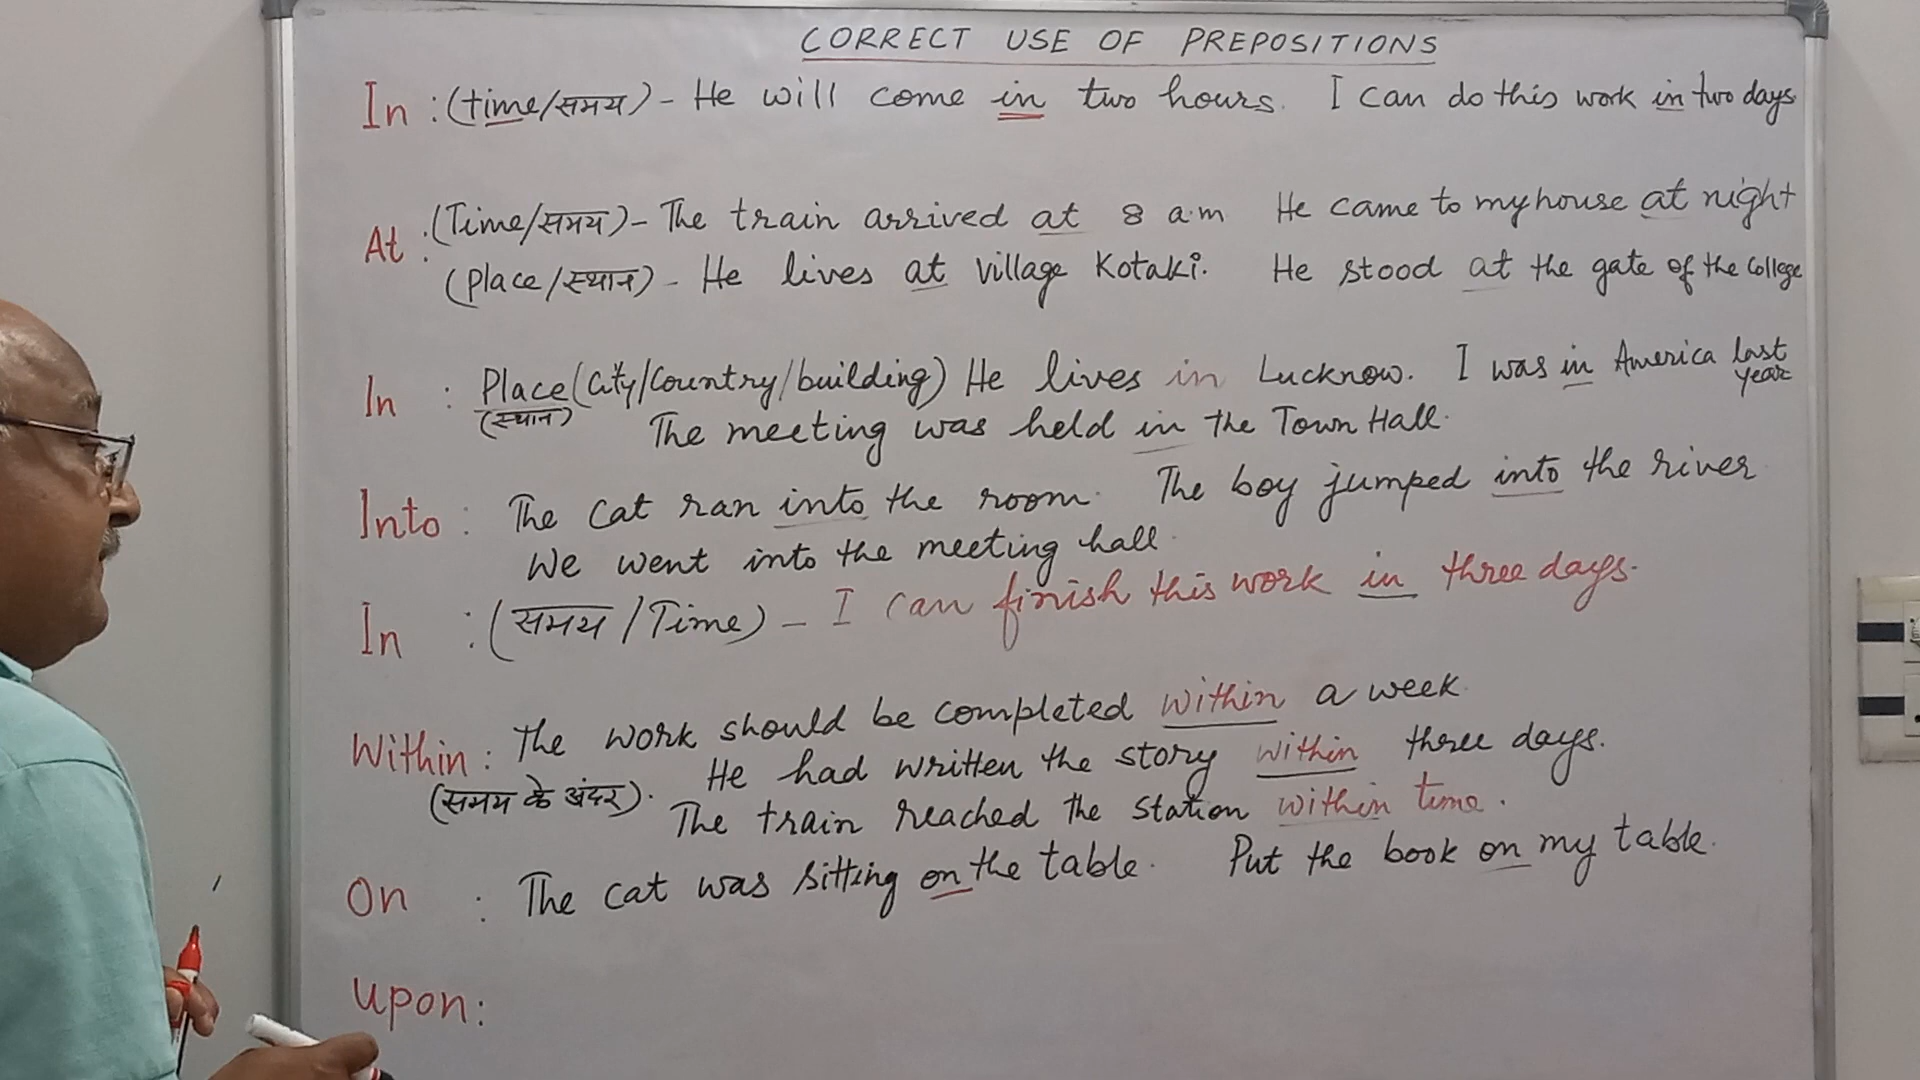 CORRECT USE OF PREPOSITIONS
In : (time/समय) - He will come in two hours. I can do this work in two days
At : (Time/समय) - The train arrived at 8 a.m He came to my house at night
(place/स्थान) - He lives at village Kotaki. He stood at the gate of the College
In : Place (City/Country/building) He lives in Lucknow. I was in America last year
(स्थान) The meeting was held in the Town Hall.
Into : The cat ran into the room. The boy jumped into the river
We went into the meeting hall.
In : (समय/Time) - I can finish this work in three days.
Within : The work should be completed within a week.
(समय के अंदर). He had written the story within three days.
The train reached the station within time.
On : The cat was sitting on the table. Put the book on my table.
upon: